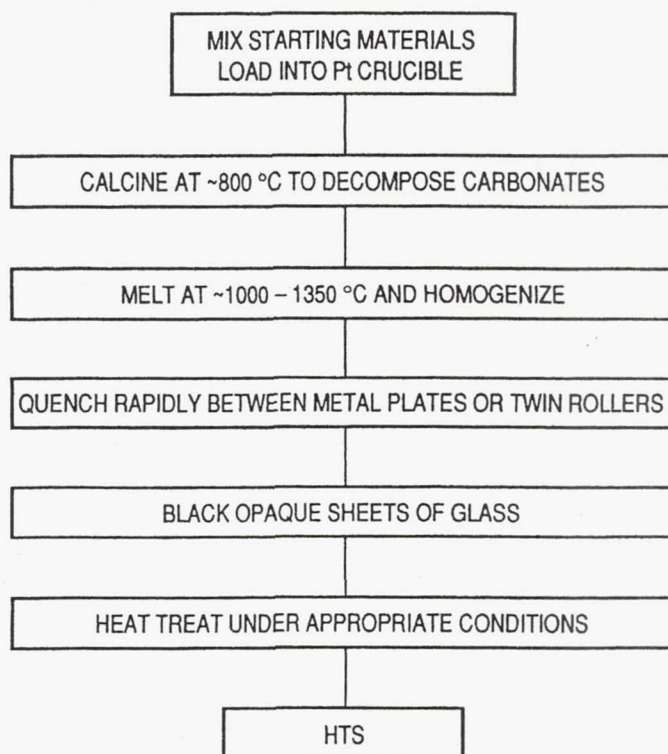 MIX STARTING MATERIALS
LOAD INTO Pt CRUCIBLE
CALCINE AT ~800 °C TO DECOMPOSE CARBONATES
MELT AT ~1000 – 1350 °C AND HOMOGENIZE
QUENCH RAPIDLY BETWEEN METAL PLATES OR TWIN ROLLERS
BLACK OPAQUE SHEETS OF GLASS
HEAT TREAT UNDER APPROPRIATE CONDITIONS
HTS